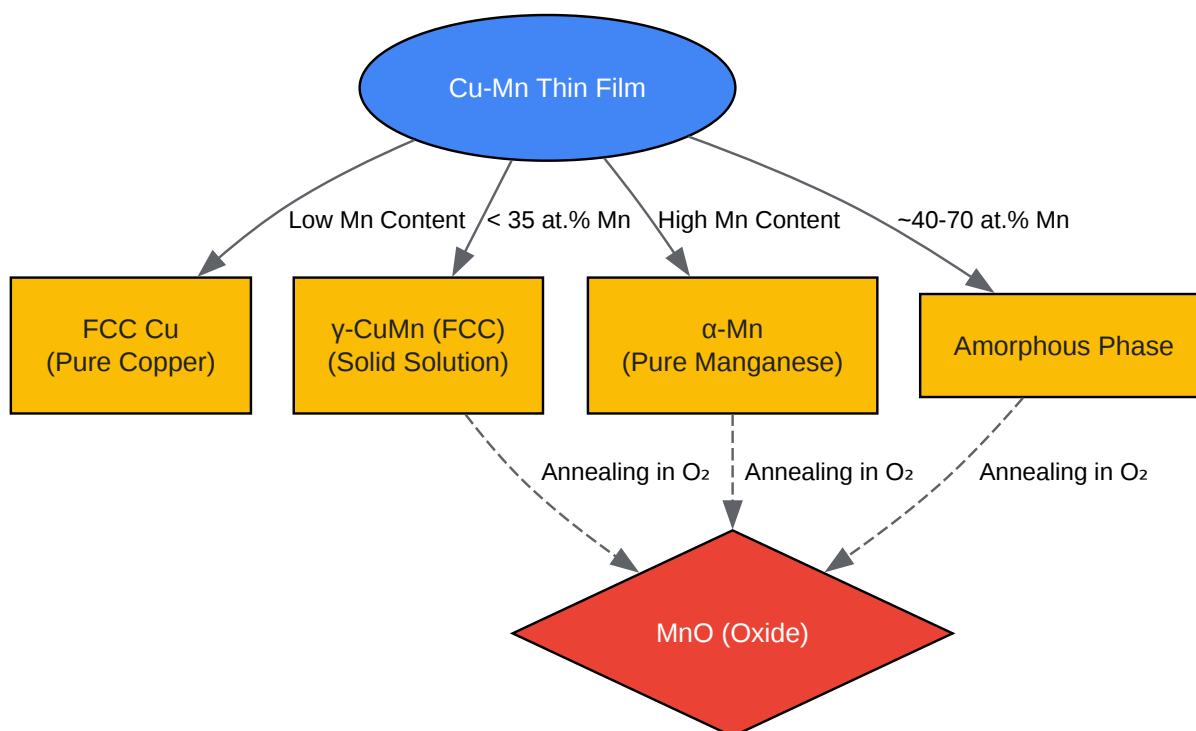 Cu-Mn Thin Film
Low Mn Content
< 35 at.% Mn
High Mn Content
~40-70 at.% Mn
FCC Cu
(Pure Copper)
γ-CuMn (FCC)
(Solid Solution)
α-Mn
(Pure Manganese)
Amorphous Phase
Annealing in O₂
Annealing in O₂
Annealing in O₂
MnO (Oxide)